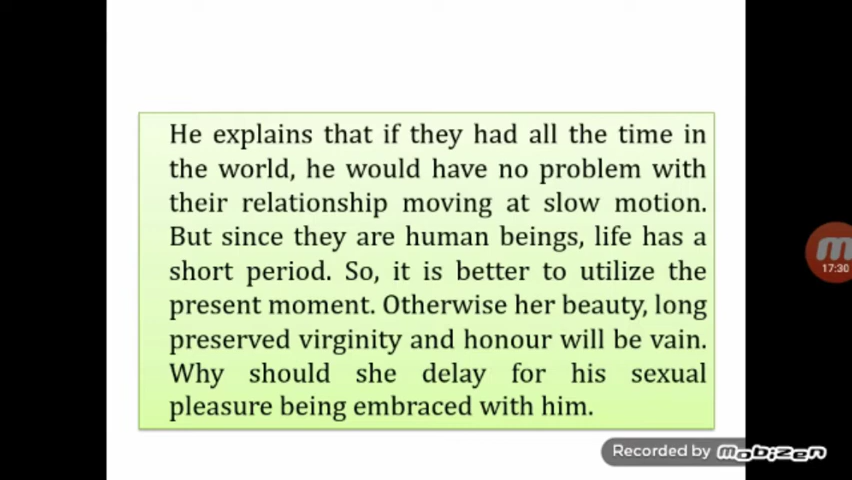 He explains that if they had all the time in
the world, he would have no problem with
their relationship moving at slow motion.
But since they are human beings, life has a
short period. So, it is better to utilize the
present moment. Otherwise her beauty, long
preserved virginity and honour will be vain.
Why should she delay for his sexual
pleasure being embraced with him.
17:30
Recorded by mobizen